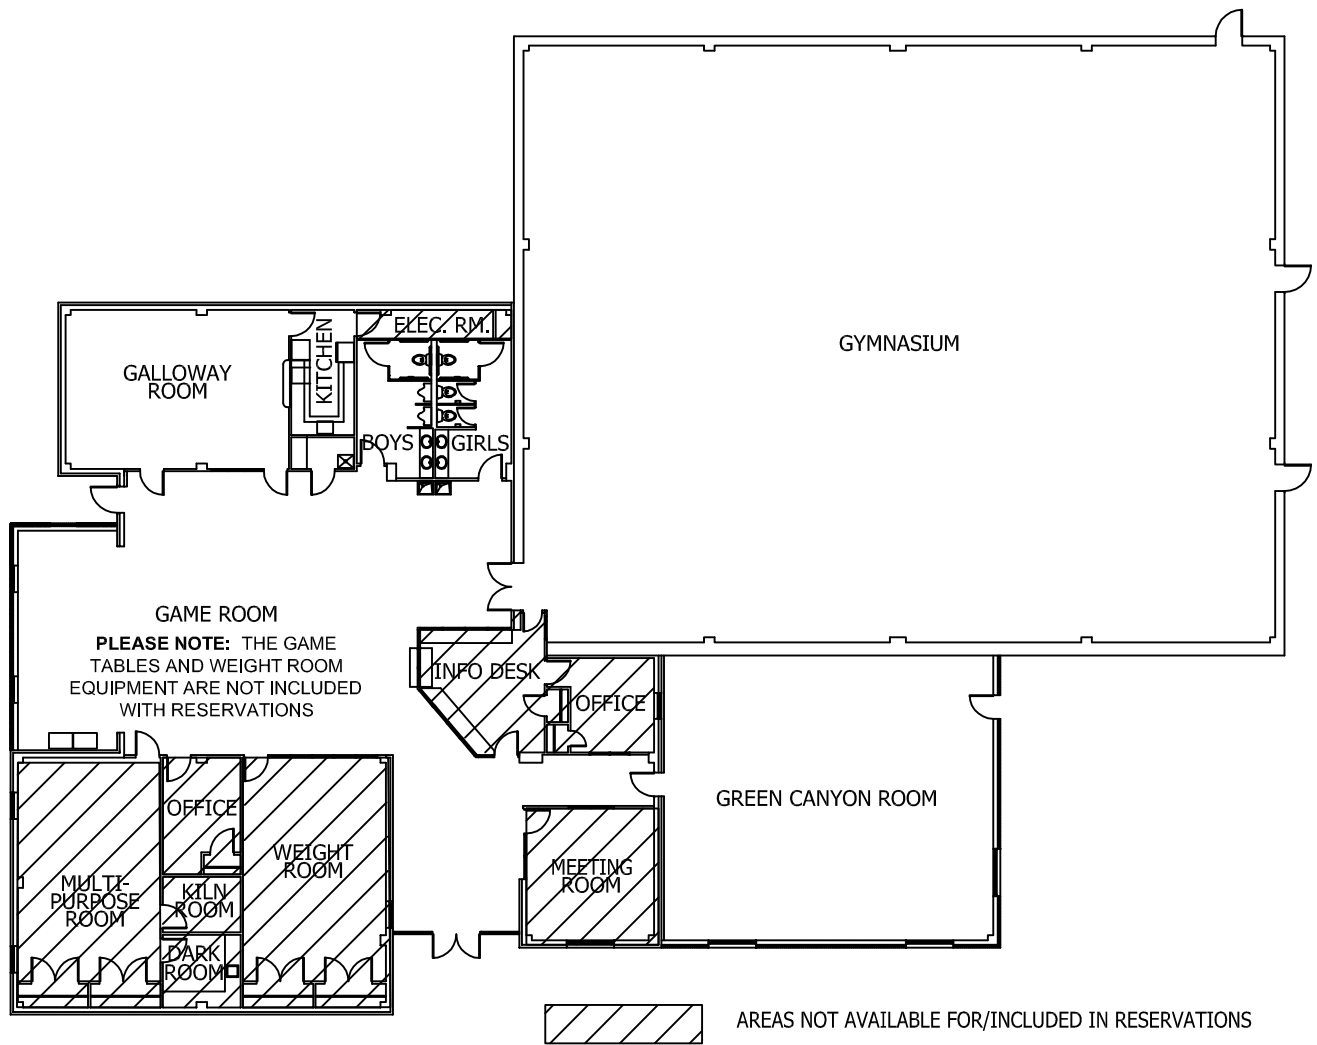 GYMNASIUM
ELEC. RM.
KITCHEN
GALLOWAY
ROOM
BOYS
GIRLS
GAME ROOM
PLEASE NOTE: THE GAME
TABLES AND WEIGHT ROOM
EQUIPMENT ARE NOT INCLUDED
WITH RESERVATIONS
INFO DESK
OFFICE
GREEN CANYON ROOM
OFFICE
WEIGHT
ROOM
MEETING
ROOM
MULTI-
PURPOSE
ROOM
KILN
ROOM
DARK
ROOM
AREAS NOT AVAILABLE FOR/INCLUDED IN RESERVATIONS